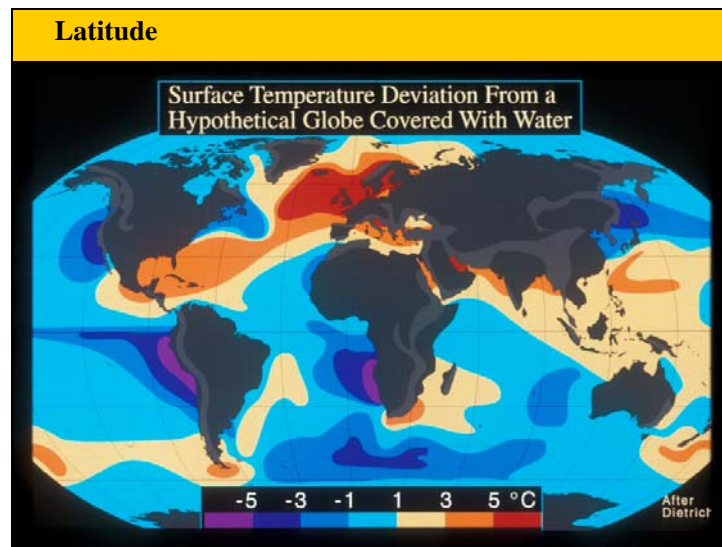 Latitude
Surface Temperature Deviation From a
Hypothetical Globe Covered With Water
-5 -3 -1 1 3 5 °C
After
Dietrich